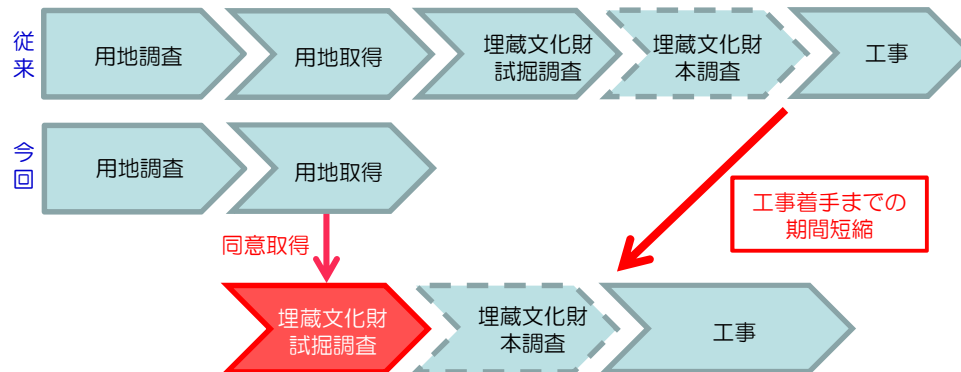 従来
用地調査
用地取得
埋蔵文化財
試掘調査
埋蔵文化財
本調査
工事
今回
用地調査
用地取得
同意取得
工事着手までの
期間短縮
埋蔵文化財
試掘調査
埋蔵文化財
本調査
工事